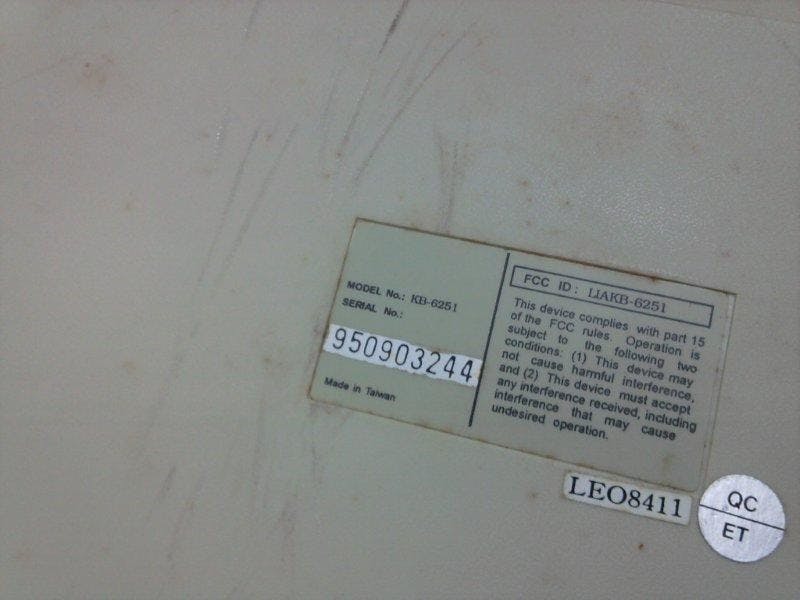 MODEL No.: KB-6251
SERIAL No.:
950903244
Made in Taiwan
FCC ID: LIAKB-6251
This device complies with part 15
of the FCC rules. Operation is
subject to the following two
conditions: (1) This device may
not cause harmful interference,
and (2) This device must accept
any interference received, including
interference that may cause
undesired operation.
LEO8411
QC
ET